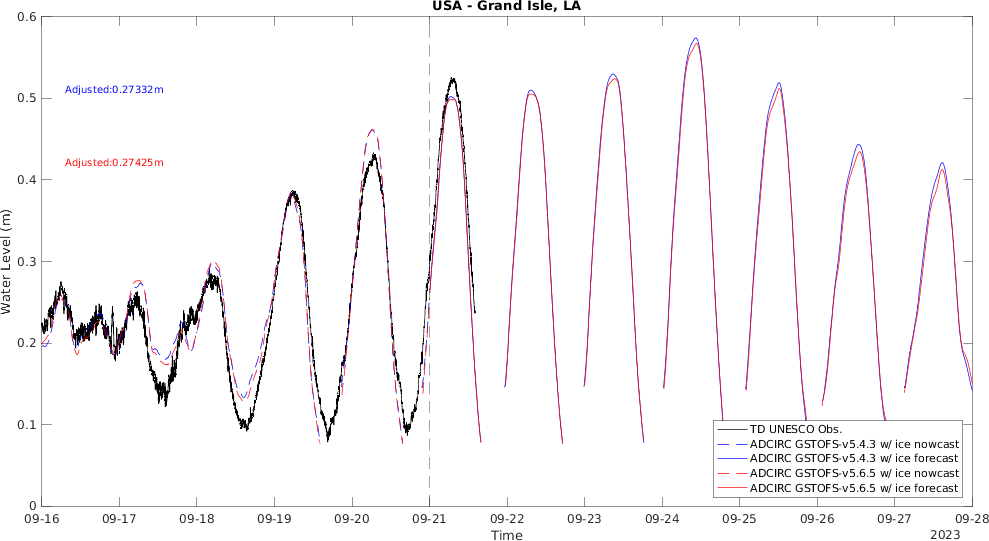 USA - Grand Isle, LA
0.6
0.5
0.4
0.3
0.2
0.1
0
Water Level (m)
Adjusted:0.27332m
Adjusted:0.27425m
TD UNESCO Obs.
ADCIRC GSTOFS-v5.4.3 w/ ice nowcast
ADCIRC GSTOFS-v5.4.3 w/ ice forecast
ADCIRC GSTOFS-v5.6.5 w/ ice nowcast
ADCIRC GSTOFS-v5.6.5 w/ ice forecast
09-16 09-17 09-18 09-19 09-20 09-21 09-22 09-23 09-24 09-25 09-26 09-27 09-28
Time
2023